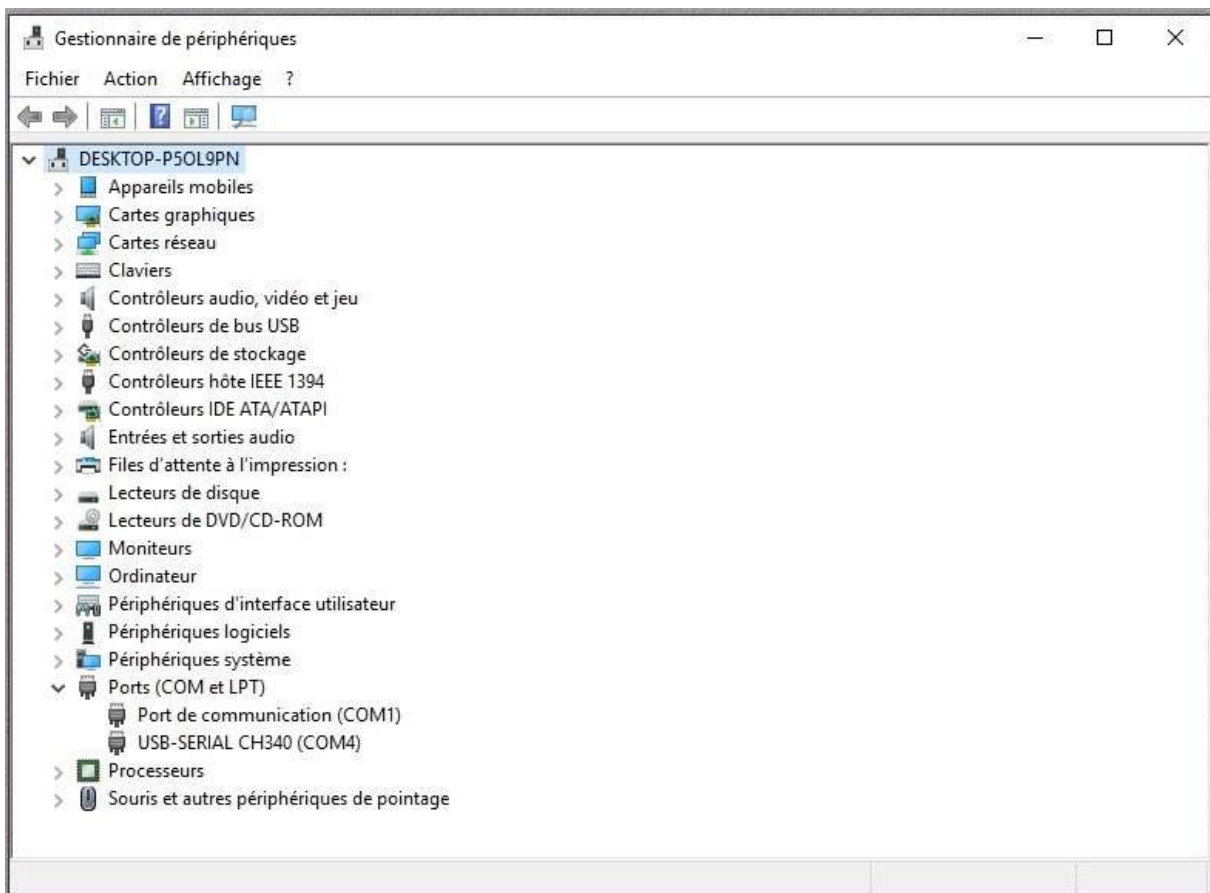 Gestionnaire de périphériques
Fichier Action Affichage ?
DESKTOP-P5OL9PN
Appareils mobiles
Cartes graphiques
Cartes réseau
Claviers
Contrôleurs audio, vidéo et jeu
Contrôleurs de bus USB
Contrôleurs de stockage
Contrôleurs hôte IEEE 1394
Contrôleurs IDE ATA/ATAPI
Entrées et sorties audio
Files d'attente à l'impression :
Lecteurs de disque
Lecteurs de DVD/CD-ROM
Moniteurs
Ordinateur
Périphériques d'interface utilisateur
Périphériques logiciels
Périphériques système
Ports (COM et LPT)
Port de communication (COM1)
USB-SERIAL CH340 (COM4)
Processeurs
Souris et autres périphériques de pointage